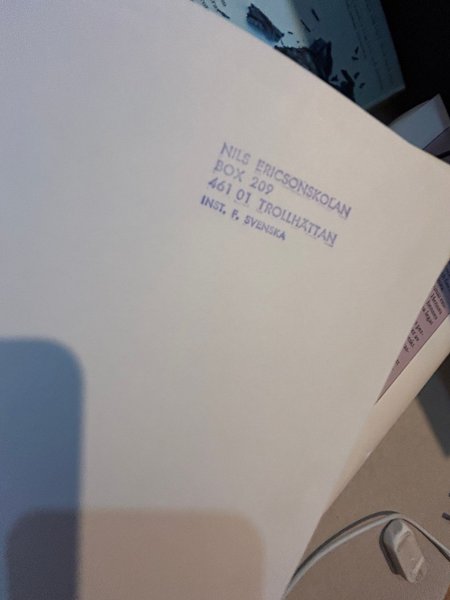 NILS ERICSONSKOLAN
BOX 209
461 01 TROLLHÄTTAN
INST. F. SVENSKA